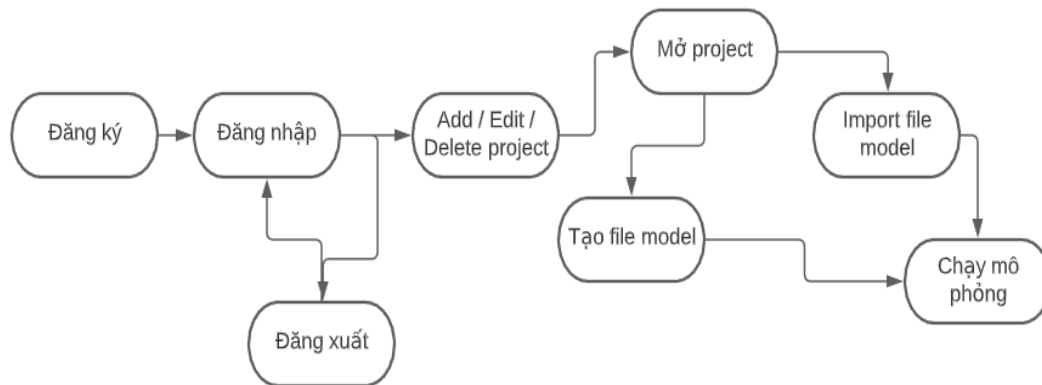 Đăng ký
Đăng nhập
Add / Edit /
Delete project
Mở project
Import file
model
Tạo file model
Chạy mô
phỏng
Đăng xuất